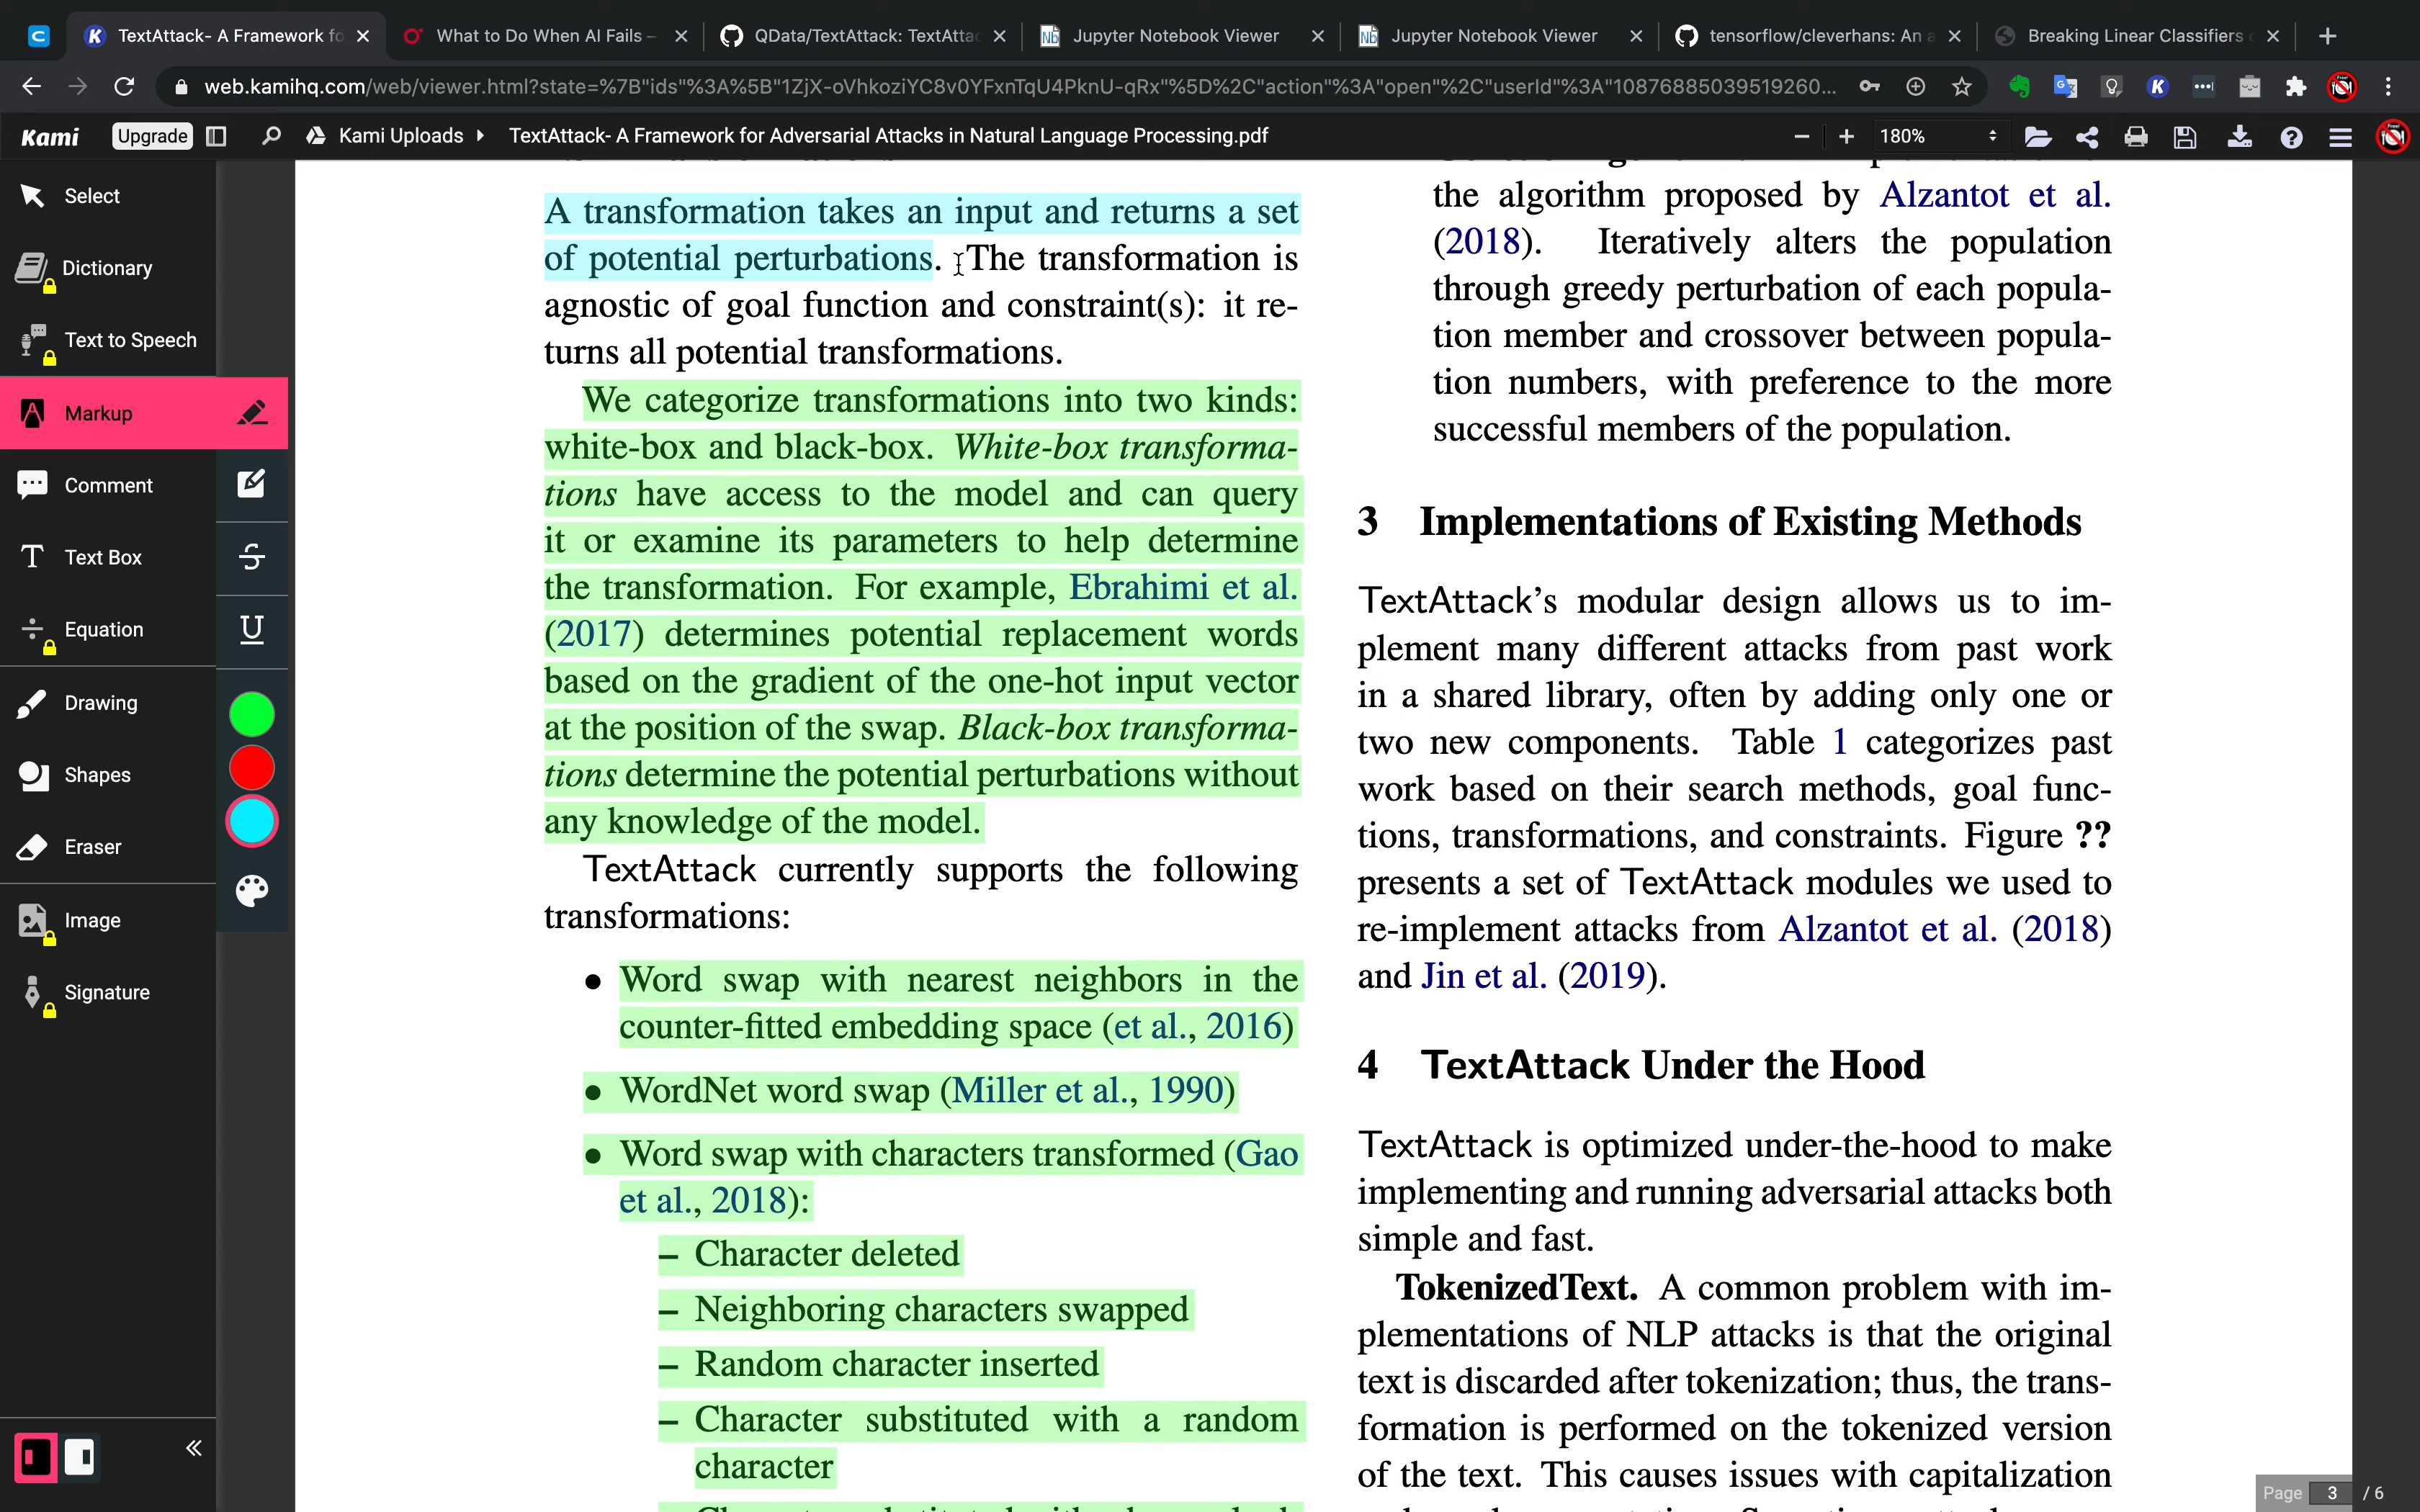 TextAttack- A Framework fo
What to Do When AI Fails –
QData/TextAttack: TextAttac
Jupyter Notebook Viewer
Jupyter Notebook Viewer
tensorflow/cleverhans: An a
Breaking Linear Classifiers
web.kamihq.com/web/viewer.html?state=%7B"ids"%3A%5B"1ZjX-oVhkoziYC8v0YFxnTqU4PknU-qRx"%5D%2C"action"%3A"open"%2C"userId"%3A"10876885039519260...
Kami
Upgrade
Kami Uploads
TextAttack- A Framework for Adversarial Attacks in Natural Language Processing.pdf
180%
Select
Dictionary
Text to Speech
Markup
Comment
Text Box
Equation
Drawing
Shapes
Eraser
Image
Signature
A transformation takes an input and returns a set
of potential perturbations. The transformation is
agnostic of goal function and constraint(s): it re-
turns all potential transformations.
We categorize transformations into two kinds:
white-box and black-box. White-box transforma-
tions have access to the model and can query
it or examine its parameters to help determine
the transformation. For example, Ebrahimi et al.
(2017) determines potential replacement words
based on the gradient of the one-hot input vector
at the position of the swap. Black-box transforma-
tions determine the potential perturbations without
any knowledge of the model.
TextAttack currently supports the following
transformations:
• Word swap with nearest neighbors in the
counter-fitted embedding space (et al., 2016)
• WordNet word swap (Miller et al., 1990)
• Word swap with characters transformed (Gao
et al., 2018):
– Character deleted
– Neighboring characters swapped
– Random character inserted
– Character substituted with a random
character
the algorithm proposed by Alzantot et al.
(2018). Iteratively alters the population
through greedy perturbation of each popula-
tion member and crossover between popula-
tion numbers, with preference to the more
successful members of the population.
3 Implementations of Existing Methods
TextAttack's modular design allows us to im-
plement many different attacks from past work
in a shared library, often by adding only one or
two new components. Table 1 categorizes past
work based on their search methods, goal func-
tions, transformations, and constraints. Figure ??
presents a set of TextAttack modules we used to
re-implement attacks from Alzantot et al. (2018)
and Jin et al. (2019).
4 TextAttack Under the Hood
TextAttack is optimized under-the-hood to make
implementing and running adversarial attacks both
simple and fast.
TokenizedText. A common problem with im-
plementations of NLP attacks is that the original
text is discarded after tokenization; thus, the trans-
formation is performed on the tokenized version
of the text. This causes issues with capitalization
Page 3 / 6